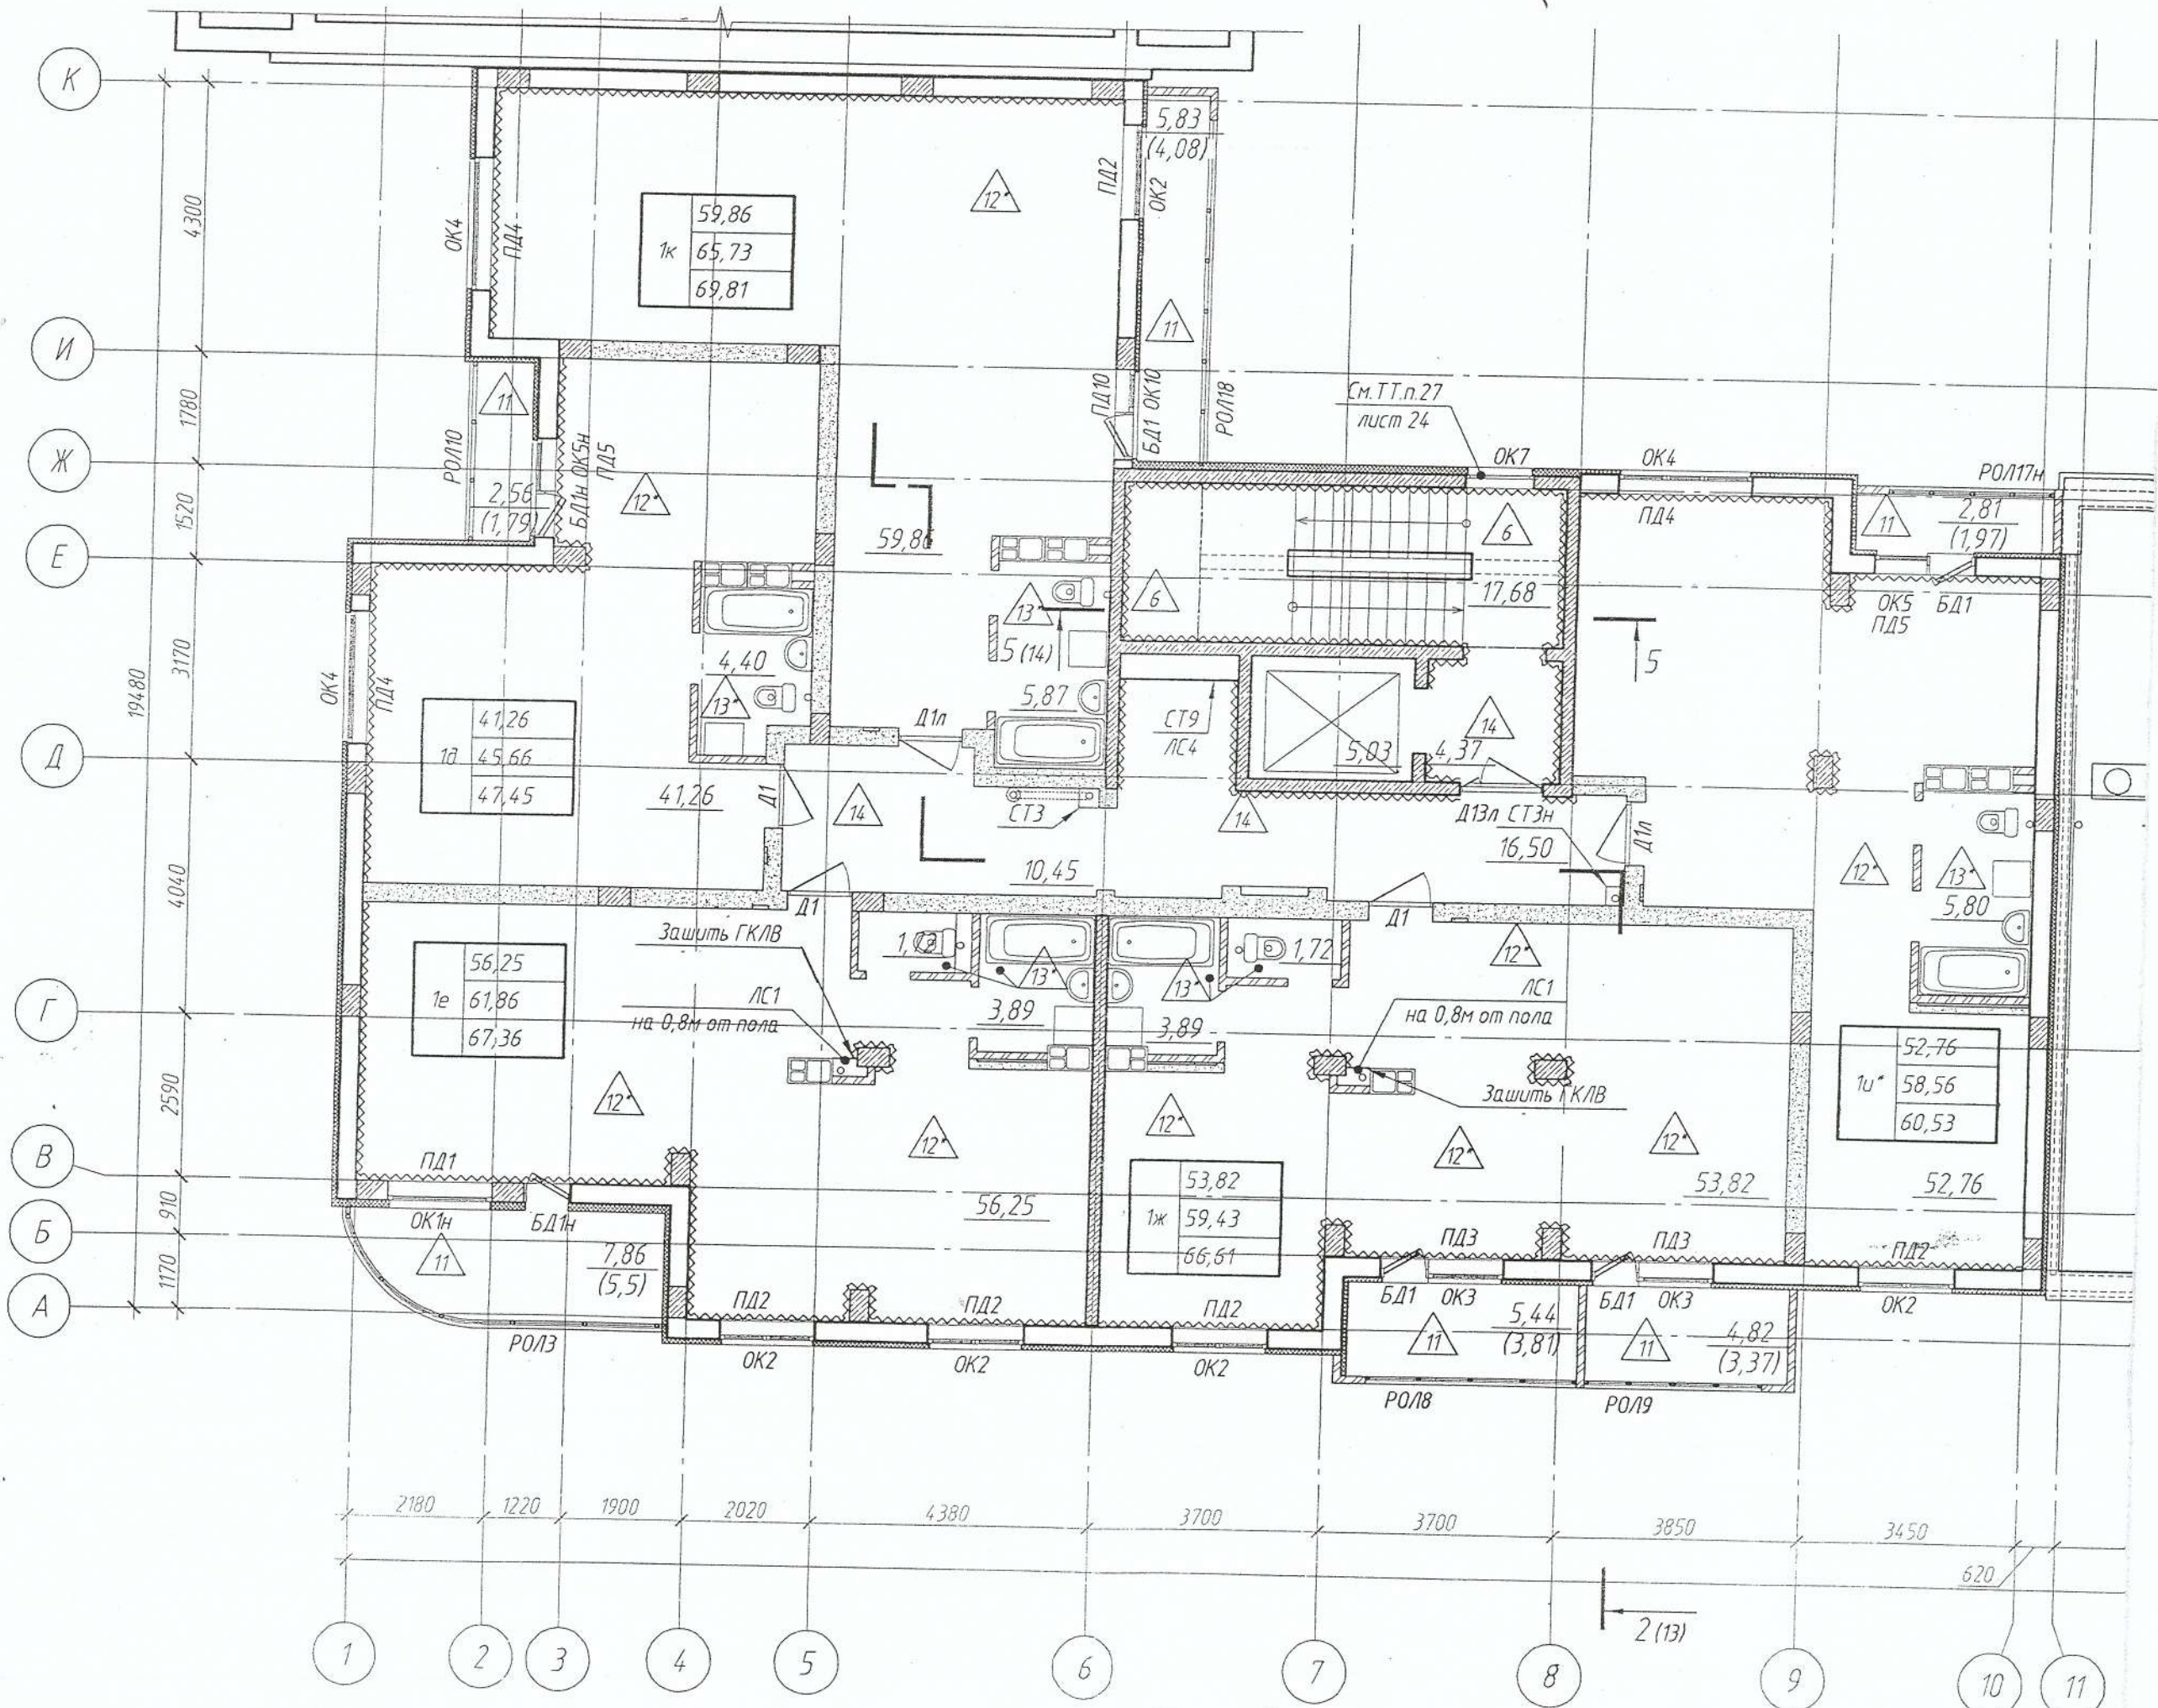 К
5,83
(4,08)
4300
ОК4
ПД4
1к
59,86
65,73
69,81
12*
ПД2
ОК2
11
И
1780
11
РОЛ10
БД1н ОК5н
ПД5
ПД10
БД1 ОК10
РОЛ18
См.ТТ.п.27
лист 24
Ж
2,56
(1,79)
12*
ОК7
ОК4
РОЛ17н
1520
59,86
6
ПД4
11
2,81
(1,97)
Е
6
17,68
13*
ОК5
ПД5
БД1
19480
3170
ОК4
ПД4
4,40
5 (14)
5
13*
5,87
СТ9
ЛС4
14
Д1л
1д
41,26
45,66
47,45
Д
5,03
4,37
41,26
Д1
14
СТ3
14
Д13л
СТ3н
16,50
Д1л
4040
10,45
12*
13*
5,80
Д1
Д1
Зашить ГКЛВ
1,72
12*
1е
56,25
61,86
67,36
13*
13*
ЛС1
на 0,8м от пола
3,89
3,89
ЛС1
на 0,8м от пола
Г
1и*
52,76
58,56
60,53
2590
12*
12*
12*
Зашить ГКЛВ
12*
12*
В
ПД1
1ж
53,82
59,43
66,61
53,82
52,76
56,25
910
ОК1н
БД1н
Б
11
7,86
(5,5)
ПД3
ПД3
ПД2
1170
А
ПД2
ПД2
ПД2
БД1
ОК3
БД1
ОК3
ОК2
5,44
(3,81)
11
4,82
(3,37)
11
РОЛ3
ОК2
ОК2
ОК2
РОЛ8
РОЛ9
2180
1220
1900
2020
4380
3700
3700
3850
3450
620
2 (13)
1
2
3
4
5
6
7
8
9
10
11